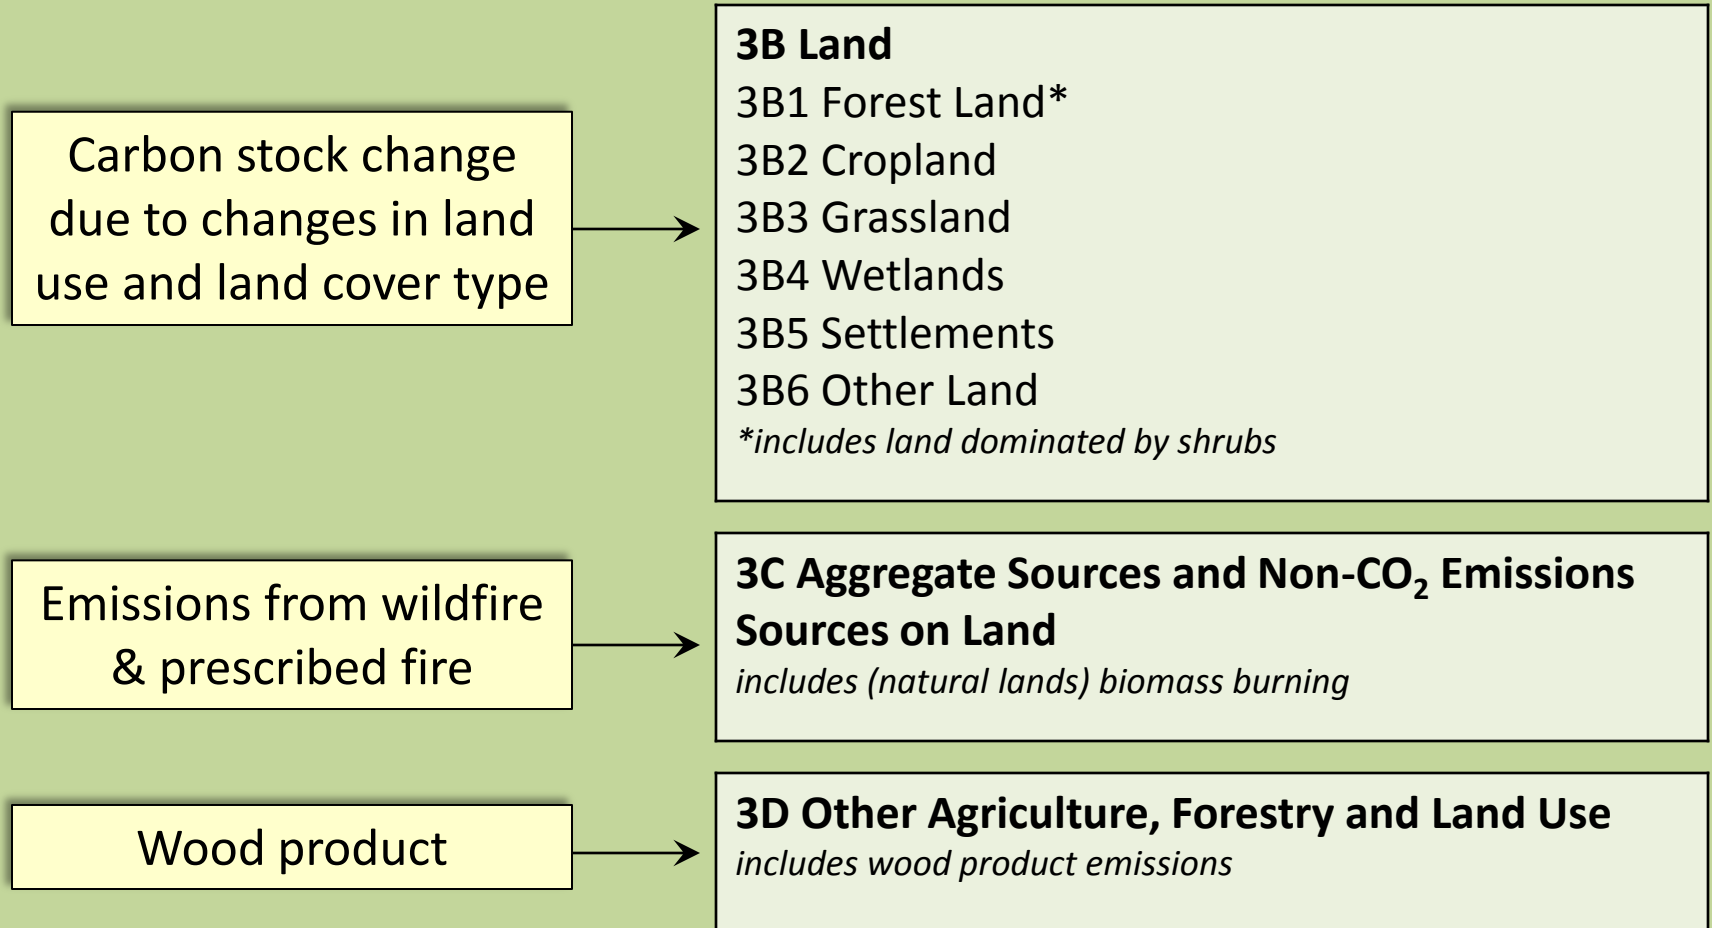 Carbon stock change
due to changes in land
use and land cover type
3B Land
3B1 Forest Land*
3B2 Cropland
3B3 Grassland
3B4 Wetlands
3B5 Settlements
3B6 Other Land
*includes land dominated by shrubs
Emissions from wildfire
& prescribed fire
3C Aggregate Sources and Non-CO₂ Emissions
Sources on Land
includes (natural lands) biomass burning
Wood product
3D Other Agriculture, Forestry and Land Use
includes wood product emissions